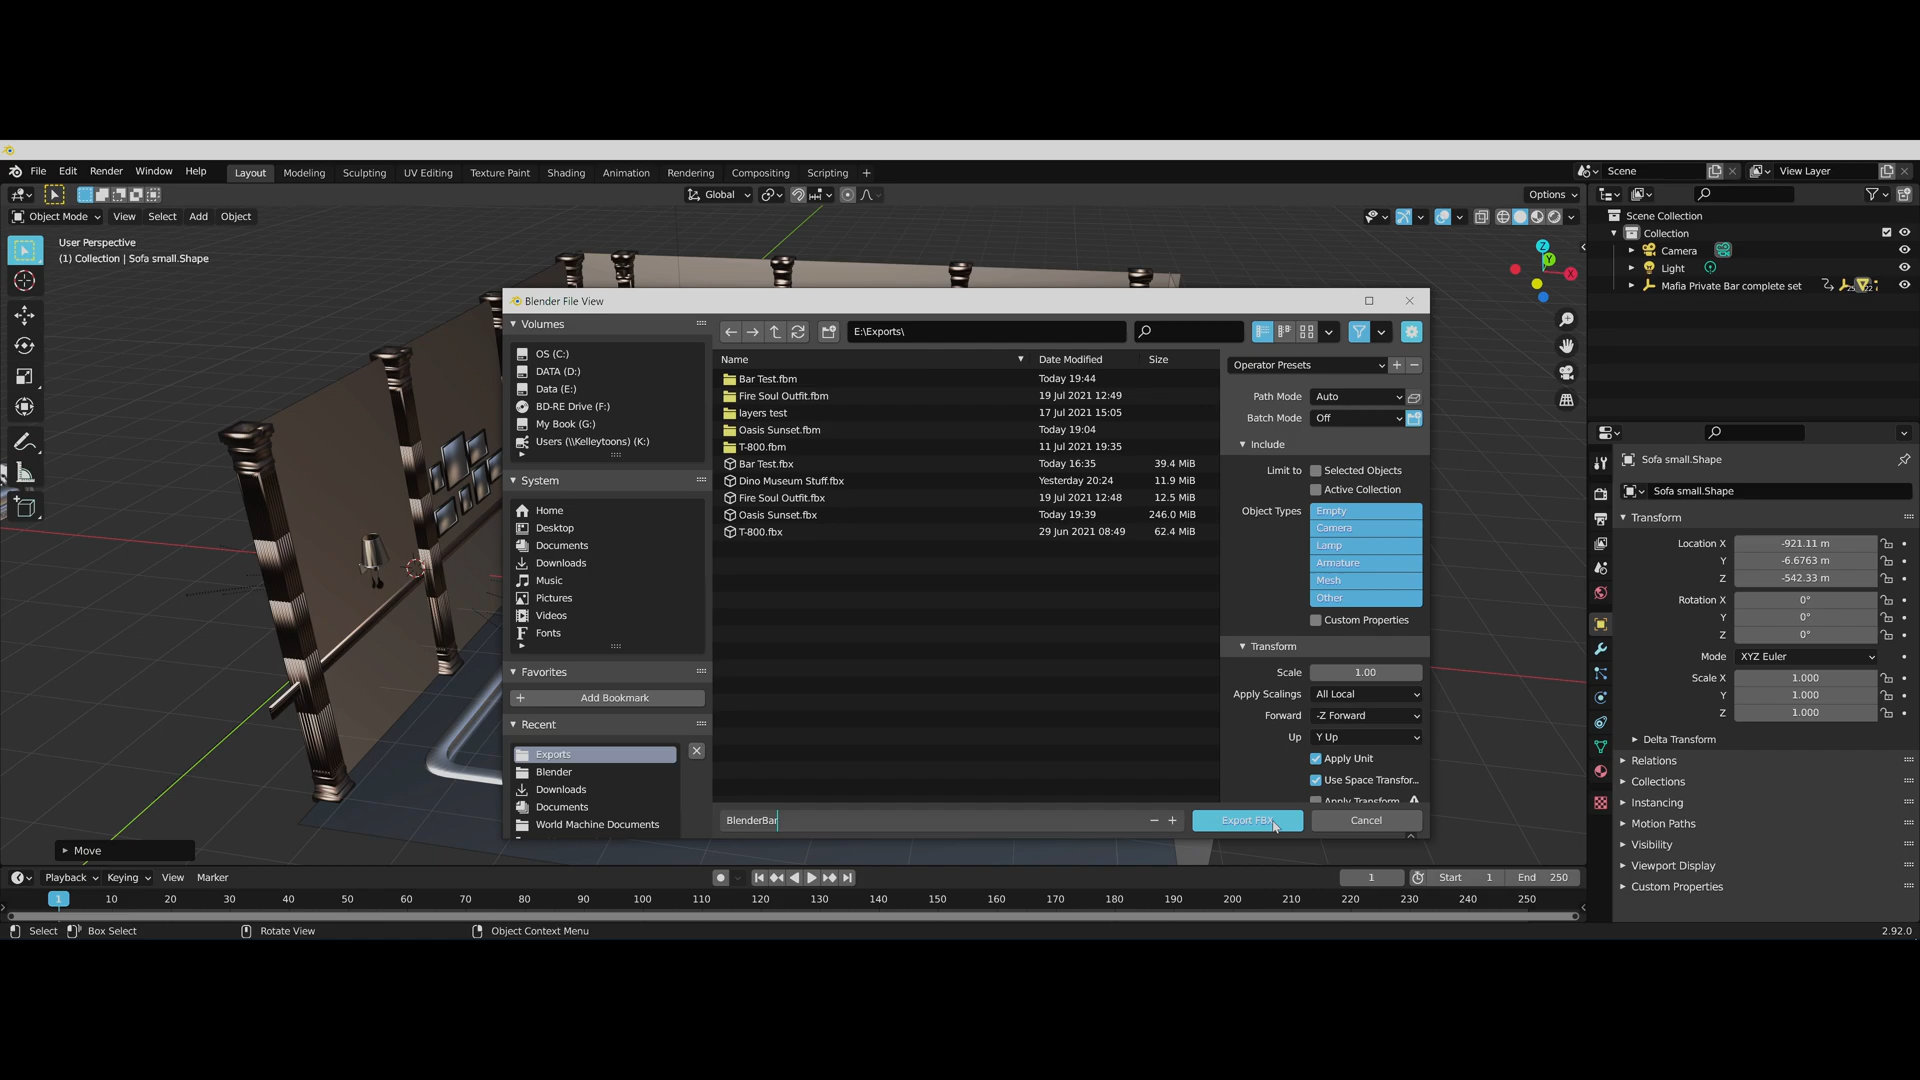 File Edit Render Window Help Layout Modeling Sculpting UV Editing Texture Paint Shading Animation Rendering Compositing Scripting + Scene View Layer
Global Options
Object Mode View Select Add Object
User Perspective
(1) Collection | Sofa small.Shape
Z
Y
X
Scene Collection
Collection
Camera
Light
Mafia Private Bar complete set
Blender File View
Volumes
OS (C:)
DATA (D:)
Data (E:)
BD-RE Drive (F:)
My Book (G:)
Users (\\Kelleytoons) (K:)
System
Home
Desktop
Documents
Downloads
Music
Pictures
Videos
Fonts
Favorites
Add Bookmark
Recent
Exports
Blender
Downloads
Documents
World Machine Documents
E:\Exports\
Name Date Modified Size
Bar Test.fbm Today 19:44
Fire Soul Outfit.fbm 19 Jul 2021 12:49
layers test 17 Jul 2021 15:05
Oasis Sunset.fbm Today 19:04
T-800.fbm 11 Jul 2021 19:35
Bar Test.fbx Today 16:35 39.4 MiB
Dino Museum Stuff.fbx Yesterday 20:24 11.9 MiB
Fire Soul Outfit.fbx 19 Jul 2021 12:48 12.5 MiB
Oasis Sunset.fbx Today 19:39 246.0 MiB
T-800.fbx 29 Jun 2021 08:49 62.4 MiB
BlenderBar
Export FBX
Cancel
Operator Presets
Path Mode Auto
Batch Mode Off
Include
Limit to Selected Objects
Active Collection
Object Types Empty
Camera
Lamp
Armature
Mesh
Other
Custom Properties
Transform
Scale 1.00
Apply Scalings All Local
Forward -Z Forward
Up Y Up
Apply Unit
Use Space Transfor...
Apply Transform
Sofa small.Shape
Sofa small.Shape
Transform
Location X -921.11 m
Y -6.6763 m
Z -542.33 m
Rotation X 0°
Y 0°
Z 0°
Mode XYZ Euler
Scale X 1.000
Y 1.000
Z 1.000
Delta Transform
Relations
Collections
Instancing
Motion Paths
Visibility
Viewport Display
Custom Properties
Move
Playback Keying View Marker 1 Start 1 End 250
1 10 20 30 40 50 60 70 80 90 100 110 120 130 140 150 160 170 180 190 200 210 220 230 240 250
Select Box Select Rotate View Object Context Menu 2.92.0